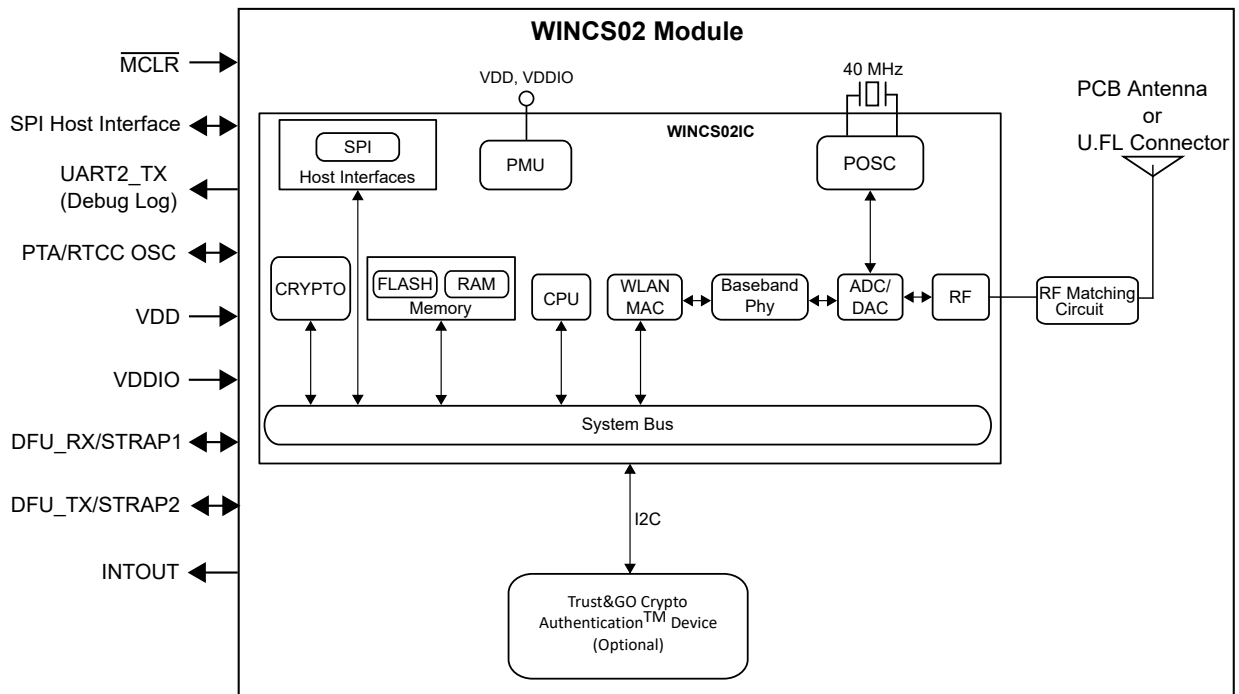 WINCS02 Module
MCLR
SPI Host Interface
UART2_TX
(Debug Log)
PTA/RTCC OSC
VDD
VDDIO
DFU_RX/STRAP1
DFU_TX/STRAP2
INTOUT
VDD, VDDIO
40 MHz
PCB Antenna
or
U.FL Connector
WINCS02IC
SPI
Host Interfaces
PMU
POSC
CRYPTO
FLASH
RAM
Memory
CPU
WLAN
MAC
Baseband
Phy
ADC/
DAC
RF
RF Matching
Circuit
System Bus
I2C
Trust&GO Crypto
Authentication™ Device
(Optional)